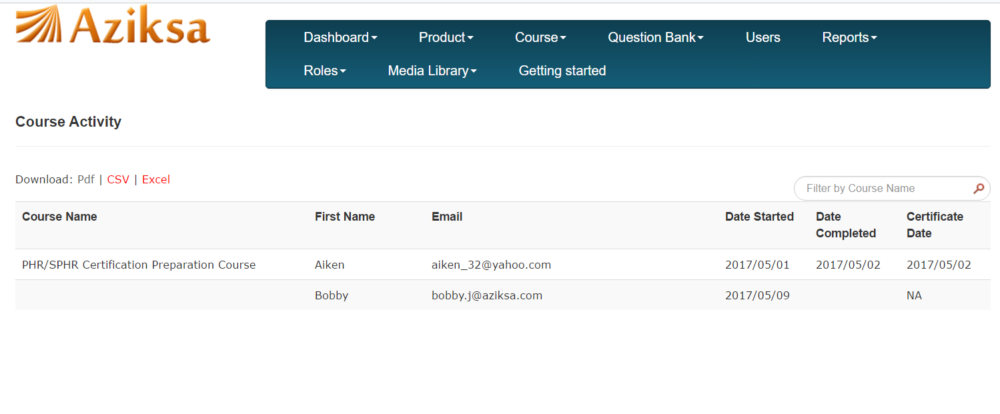 Aziksa
Dashboard Product Course Question Bank Users Reports
Roles Media Library Getting started
Course Activity
Download: Pdf | CSV | Excel
Filter by Course Name
Course Name First Name Email Date Started Date Completed Certificate Date
PHR/SPHR Certification Preparation Course Aiken aiken_32@yahoo.com 2017/05/01 2017/05/02 2017/05/02
Bobby bobby.j@aziksa.com 2017/05/09 NA